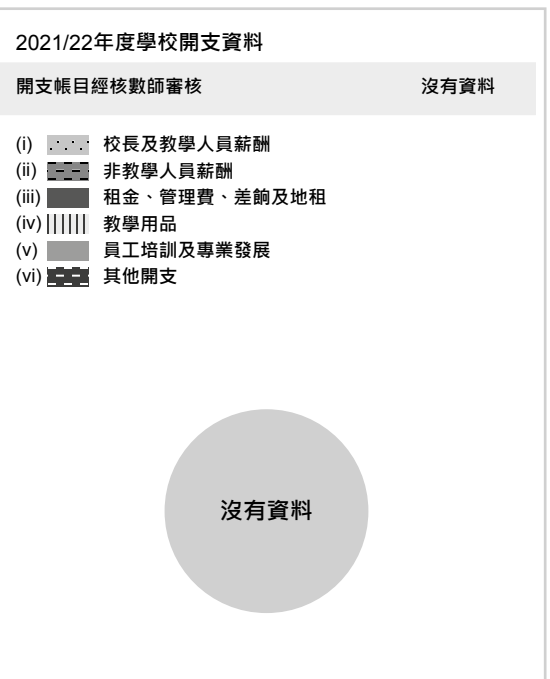 2021/22年度學校開支資料
開支帳目經核數師審核 沒有資料
(i) 校長及教學人員薪酬
(ii) 非教學人員薪酬
(iii) 租金、管理費、差餉及地租
(iv) 教學用品
(v) 員工培訓及專業發展
(vi) 其他開支
沒有資料